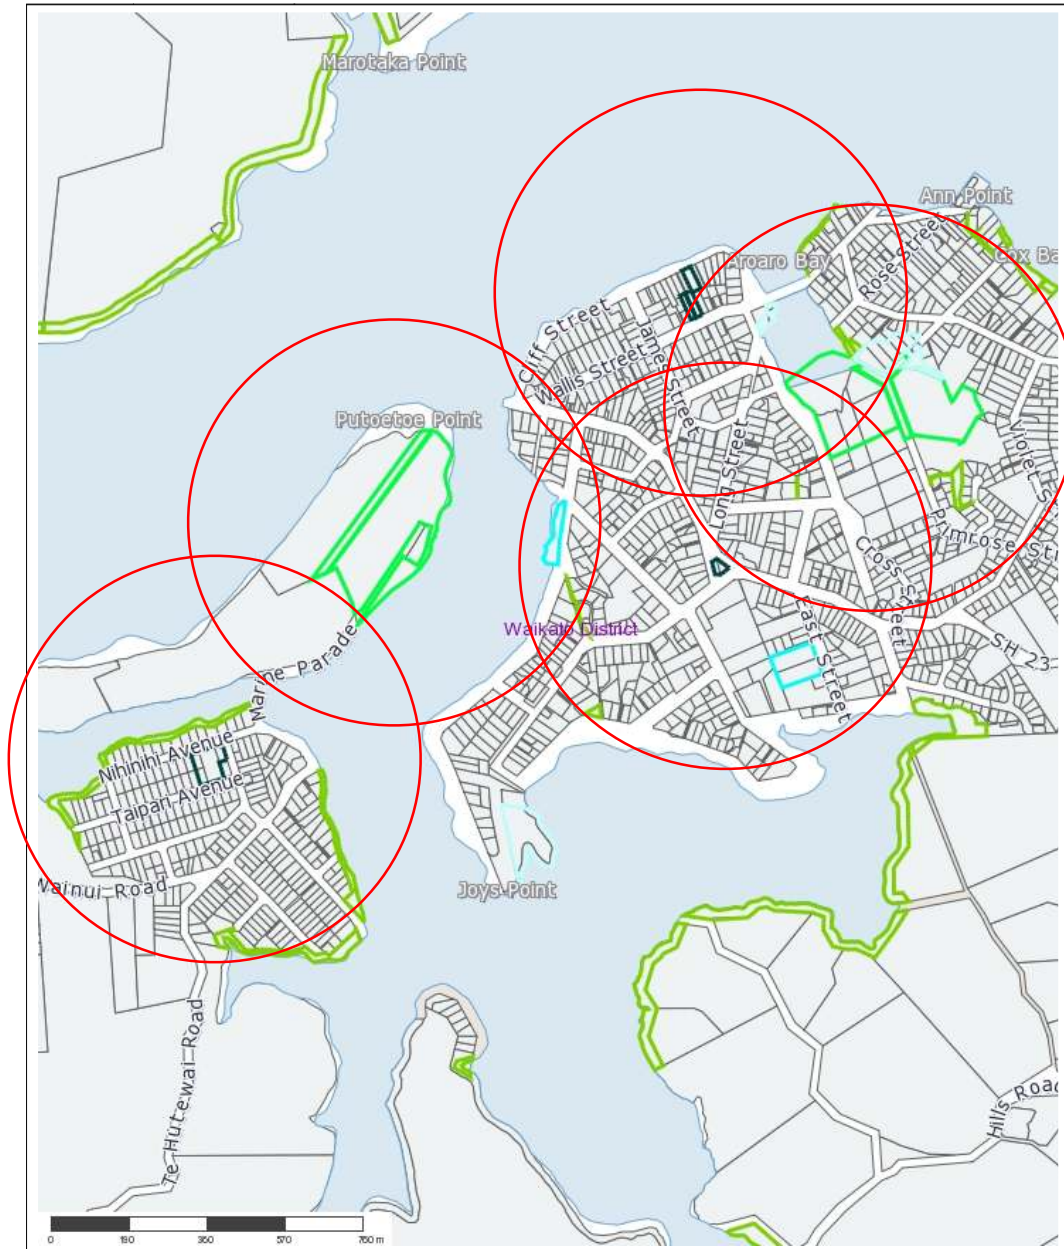 Marotaka Point
Ann Point
Rose Street
Cox Ba
Aroaro Bay
Cliff Street
James Street
Wallis Street
Putoetoe Point
Long Street
Violet S
Primrose Str
Cross Street
Waikato District
East Street
SH 23
Marine Parade
Nihinihi Avenue
Taipari Avenue
Wainui Road
Joys Point
Te Hutewai Road
Hills Road
0 190 380 570 760 m